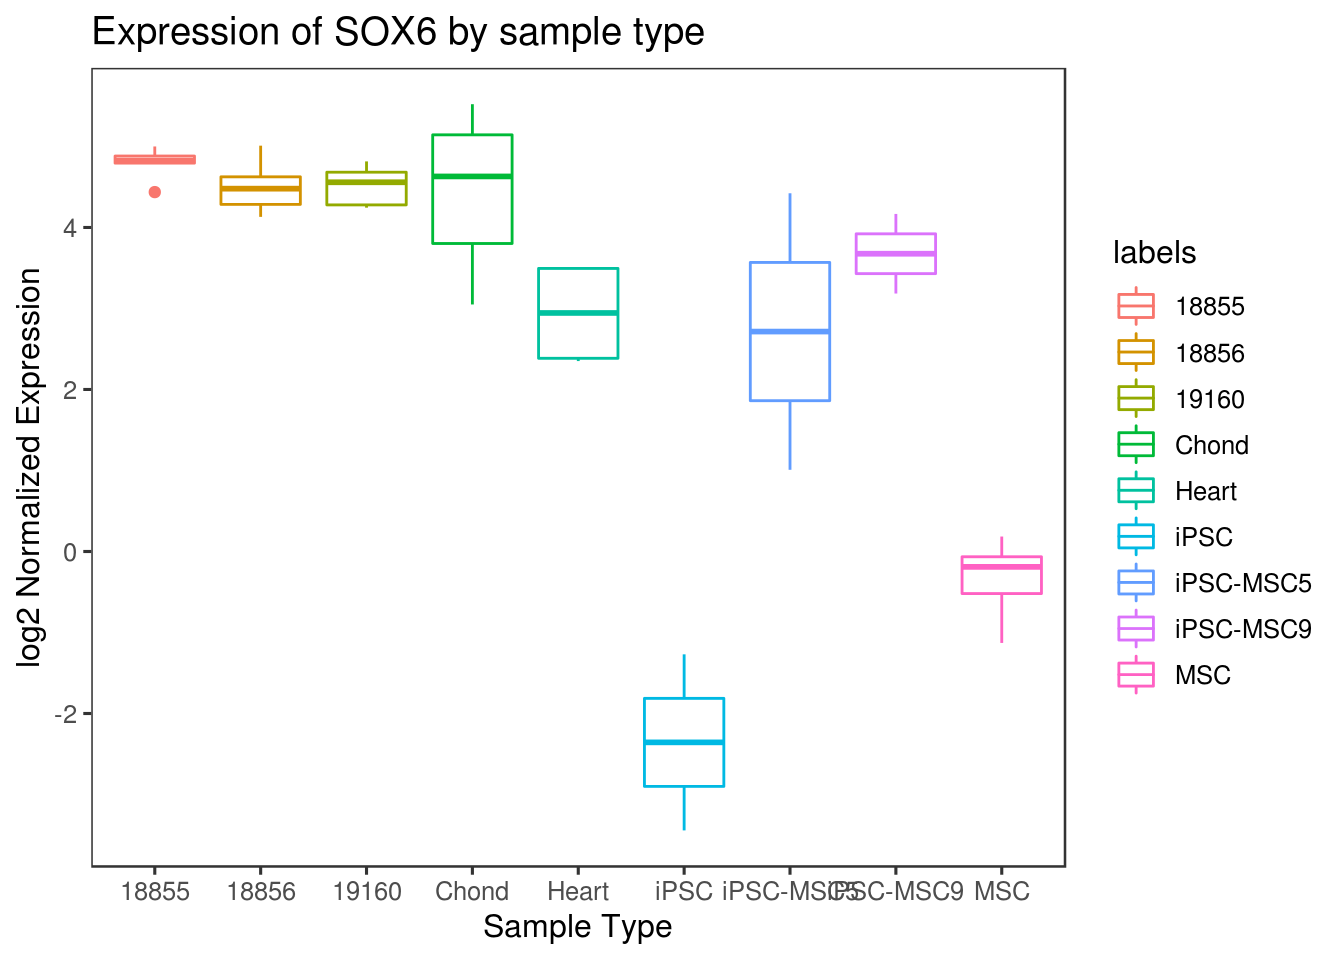 Expression of SOX6 by sample type
log2 Normalized Expression
4
2
0
-2
18855 18856 19160 Chond Heart iPSC iPSC-MSC5 iPSC-MSC9 MSC
Sample Type
labels
18855
18856
19160
Chond
Heart
iPSC
iPSC-MSC5
iPSC-MSC9
MSC